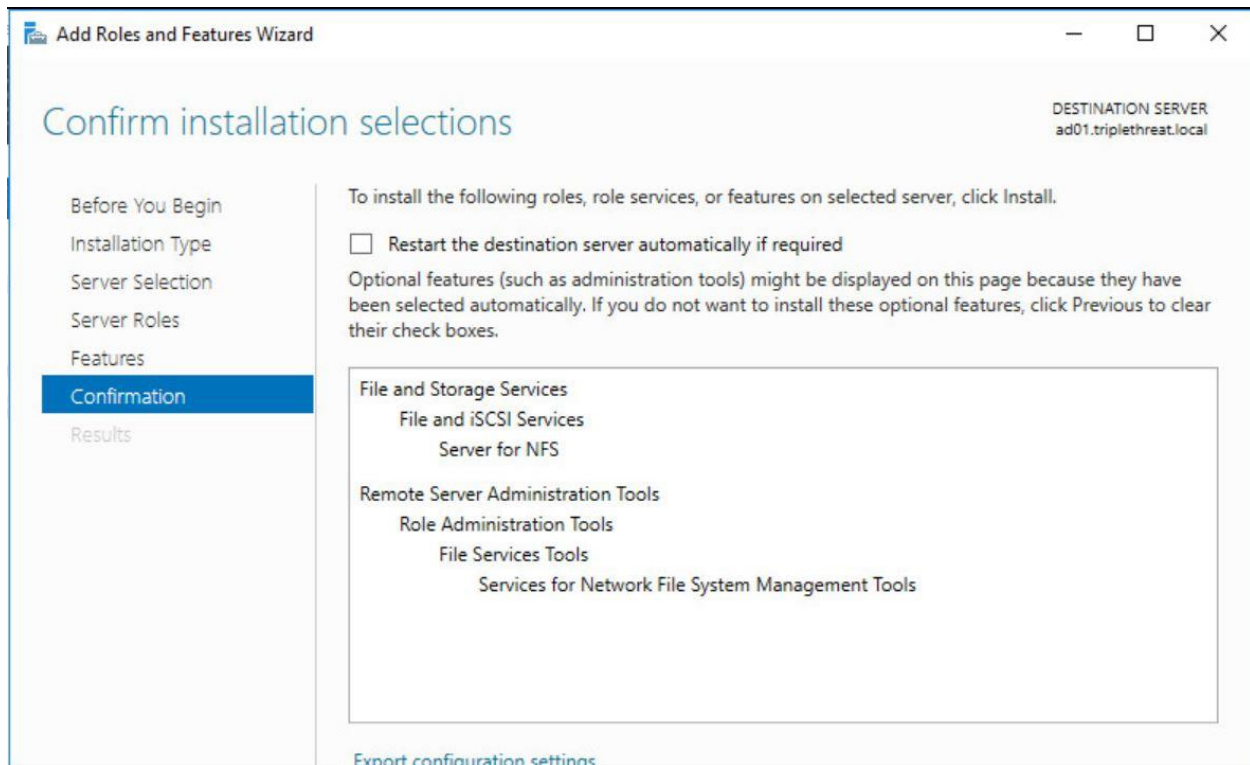 Add Roles and Features Wizard
Confirm installation selections
DESTINATION SERVER
ad01.triplethreat.local
Before You Begin
Installation Type
Server Selection
Server Roles
Features
Confirmation
Results
To install the following roles, role services, or features on selected server, click Install.
Restart the destination server automatically if required
Optional features (such as administration tools) might be displayed on this page because they have
been selected automatically. If you do not want to install these optional features, click Previous to clear
their check boxes.
File and Storage Services
File and iSCSI Services
Server for NFS
Remote Server Administration Tools
Role Administration Tools
File Services Tools
Services for Network File System Management Tools
Export configuration settings